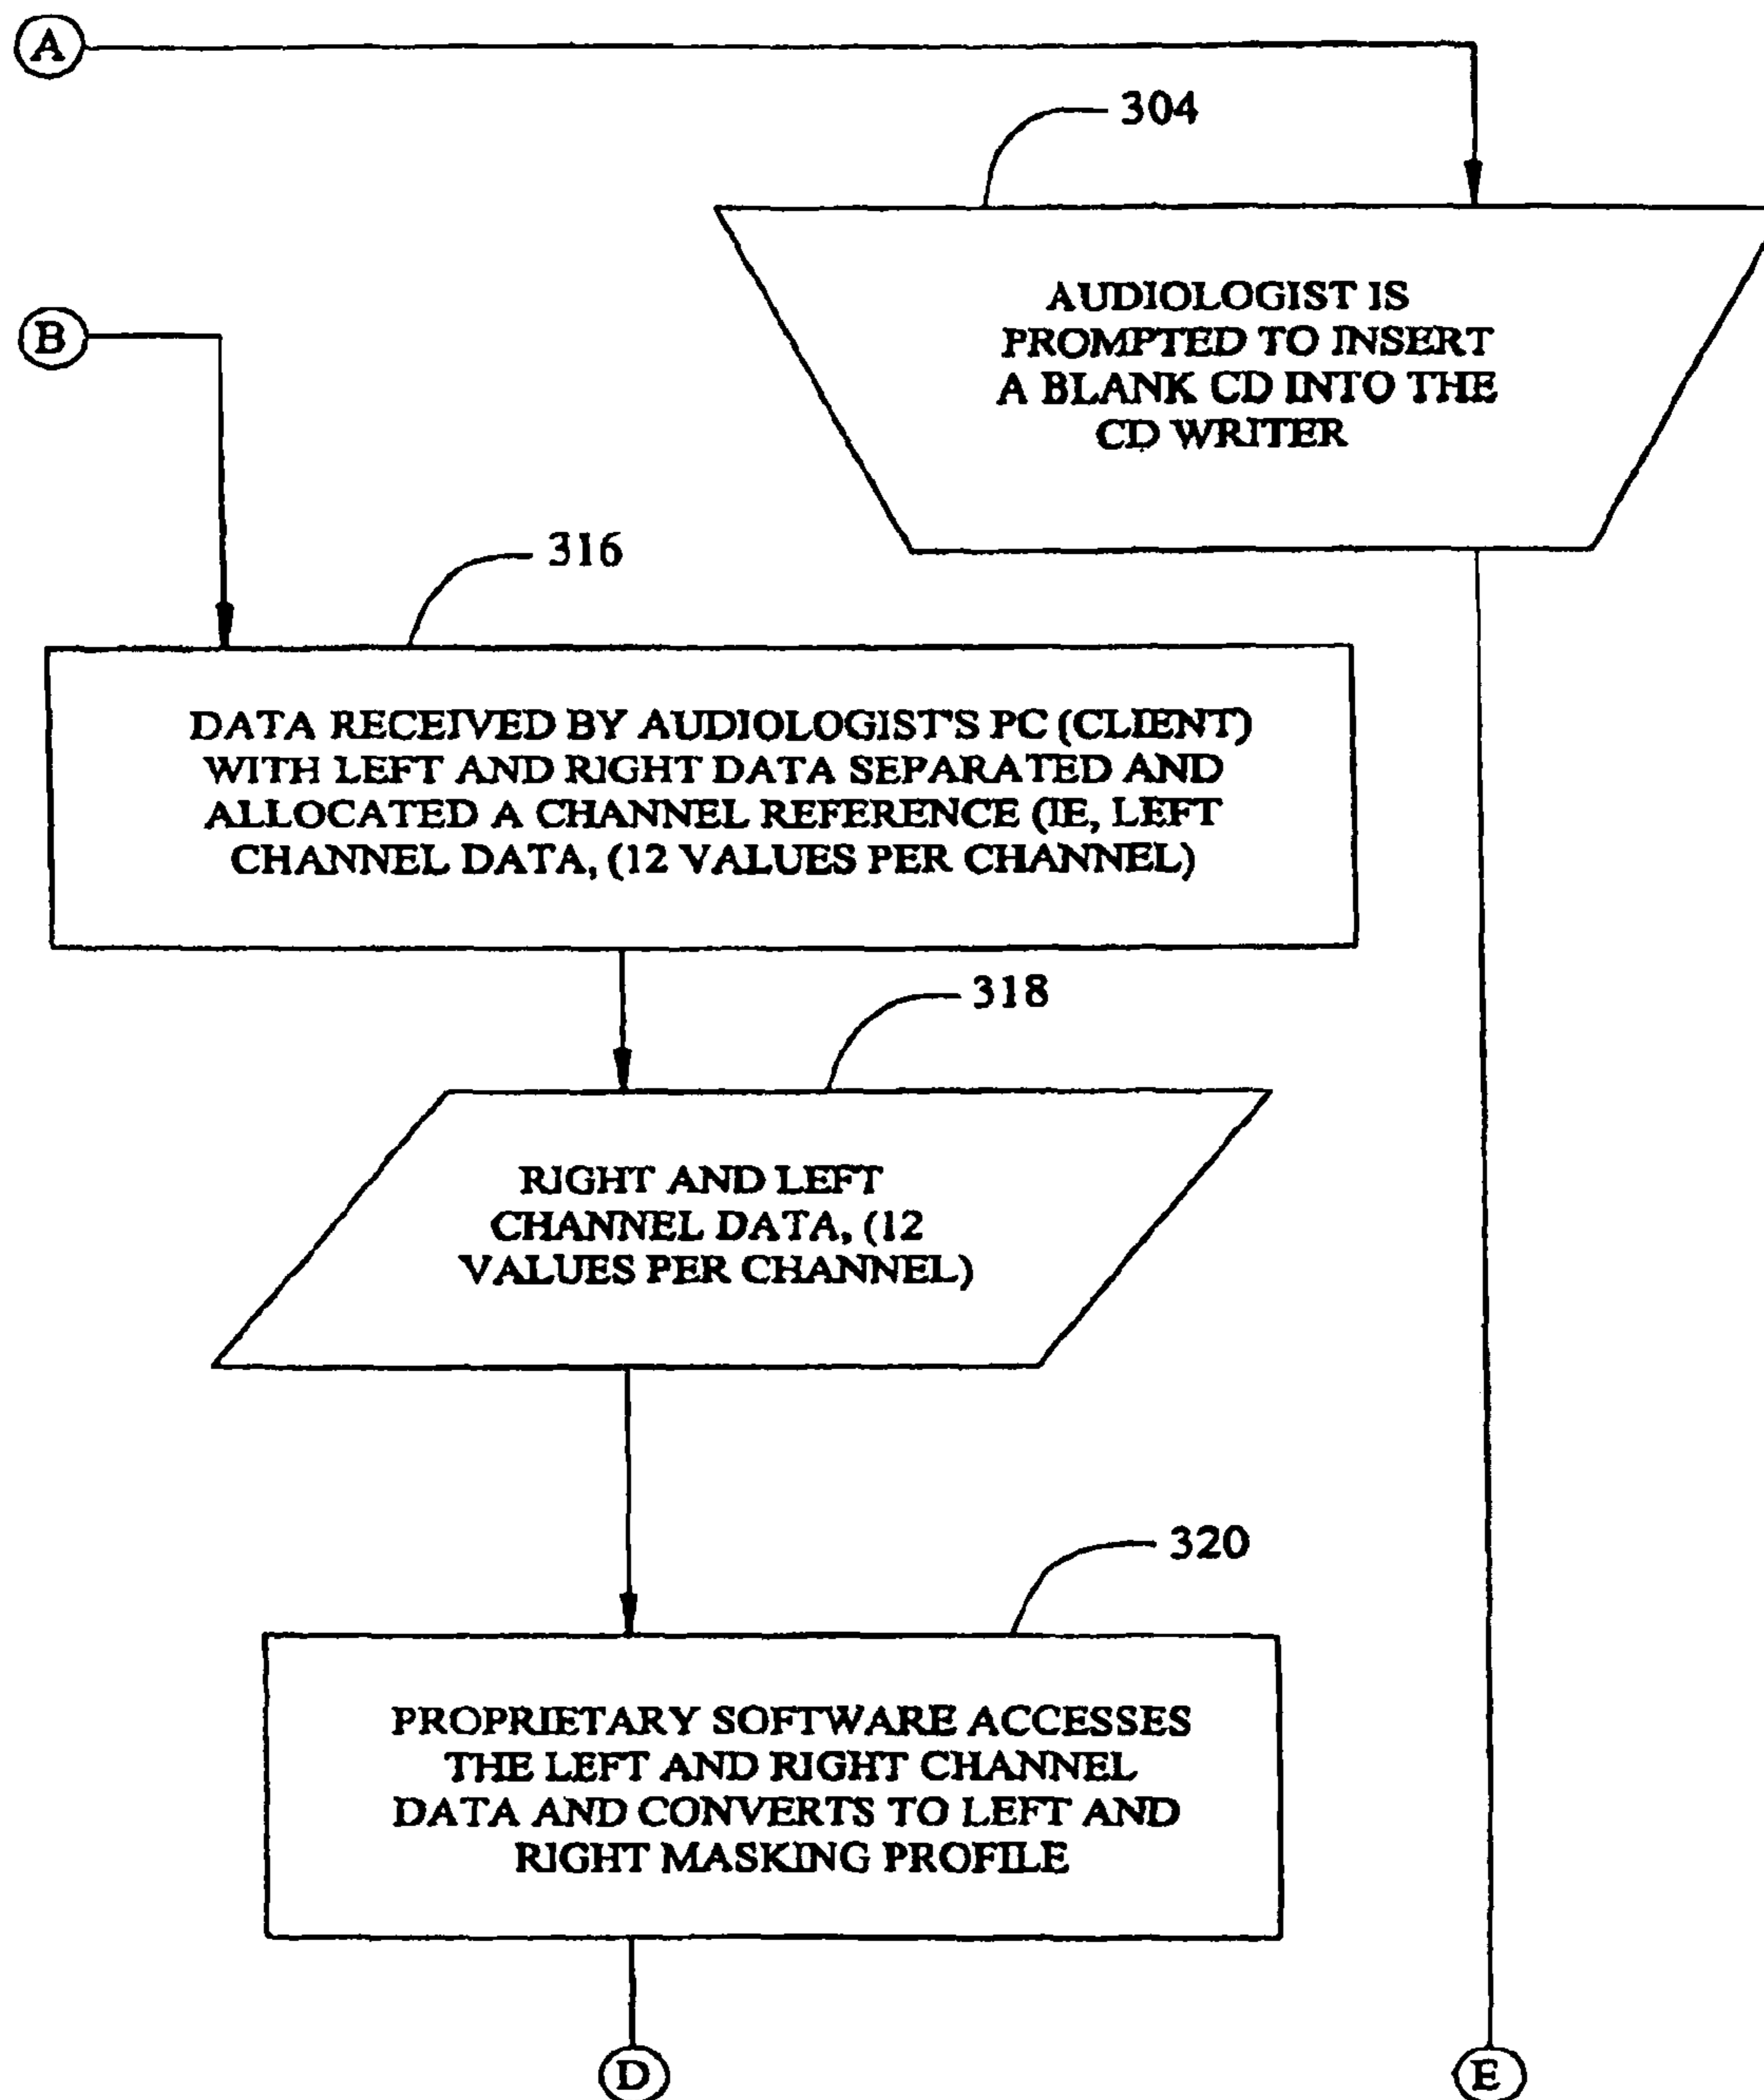 A
304
AUDIOLOGIST IS
PROMPTED TO INSERT
A BLANK CD INTO THE
CD WRITER
B
316
DATA RECEIVED BY AUDIOLOGIST'S PC (CLIENT)
WITH LEFT AND RIGHT DATA SEPARATED AND
ALLOCATED A CHANNEL REFERENCE (IE, LEFT
CHANNEL DATA, (12 VALUES PER CHANNEL)
318
RIGHT AND LEFT
CHANNEL DATA, (12
VALUES PER CHANNEL)
320
PROPRIETARY SOFTWARE ACCESSES
THE LEFT AND RIGHT CHANNEL
DATA AND CONVERTS TO LEFT AND
RIGHT MASKING PROFILE
D
E